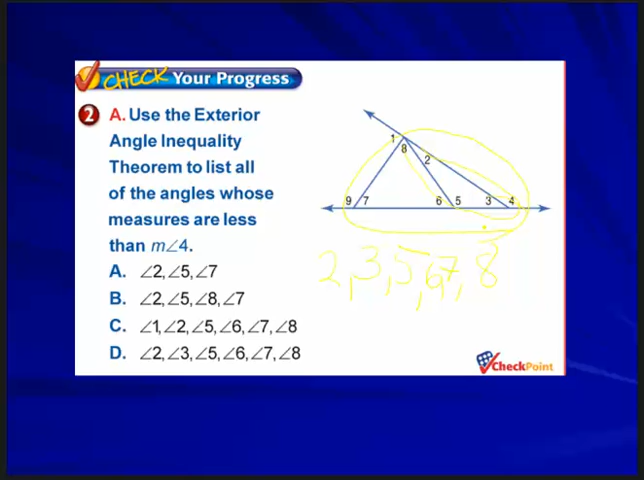 CHECK Your Progress
2 A. Use the Exterior
Angle Inequality
Theorem to list all
of the angles whose
measures are less
than m∠4.
A. ∠2, ∠5, ∠7
B. ∠2, ∠5, ∠8, ∠7
C. ∠1, ∠2, ∠5, ∠6, ∠7, ∠8
D. ∠2, ∠3, ∠5, ∠6, ∠7, ∠8
1
8
2
9 7 6 5 3 4
2, 3, 5, 6 7, 8
CheckPoint